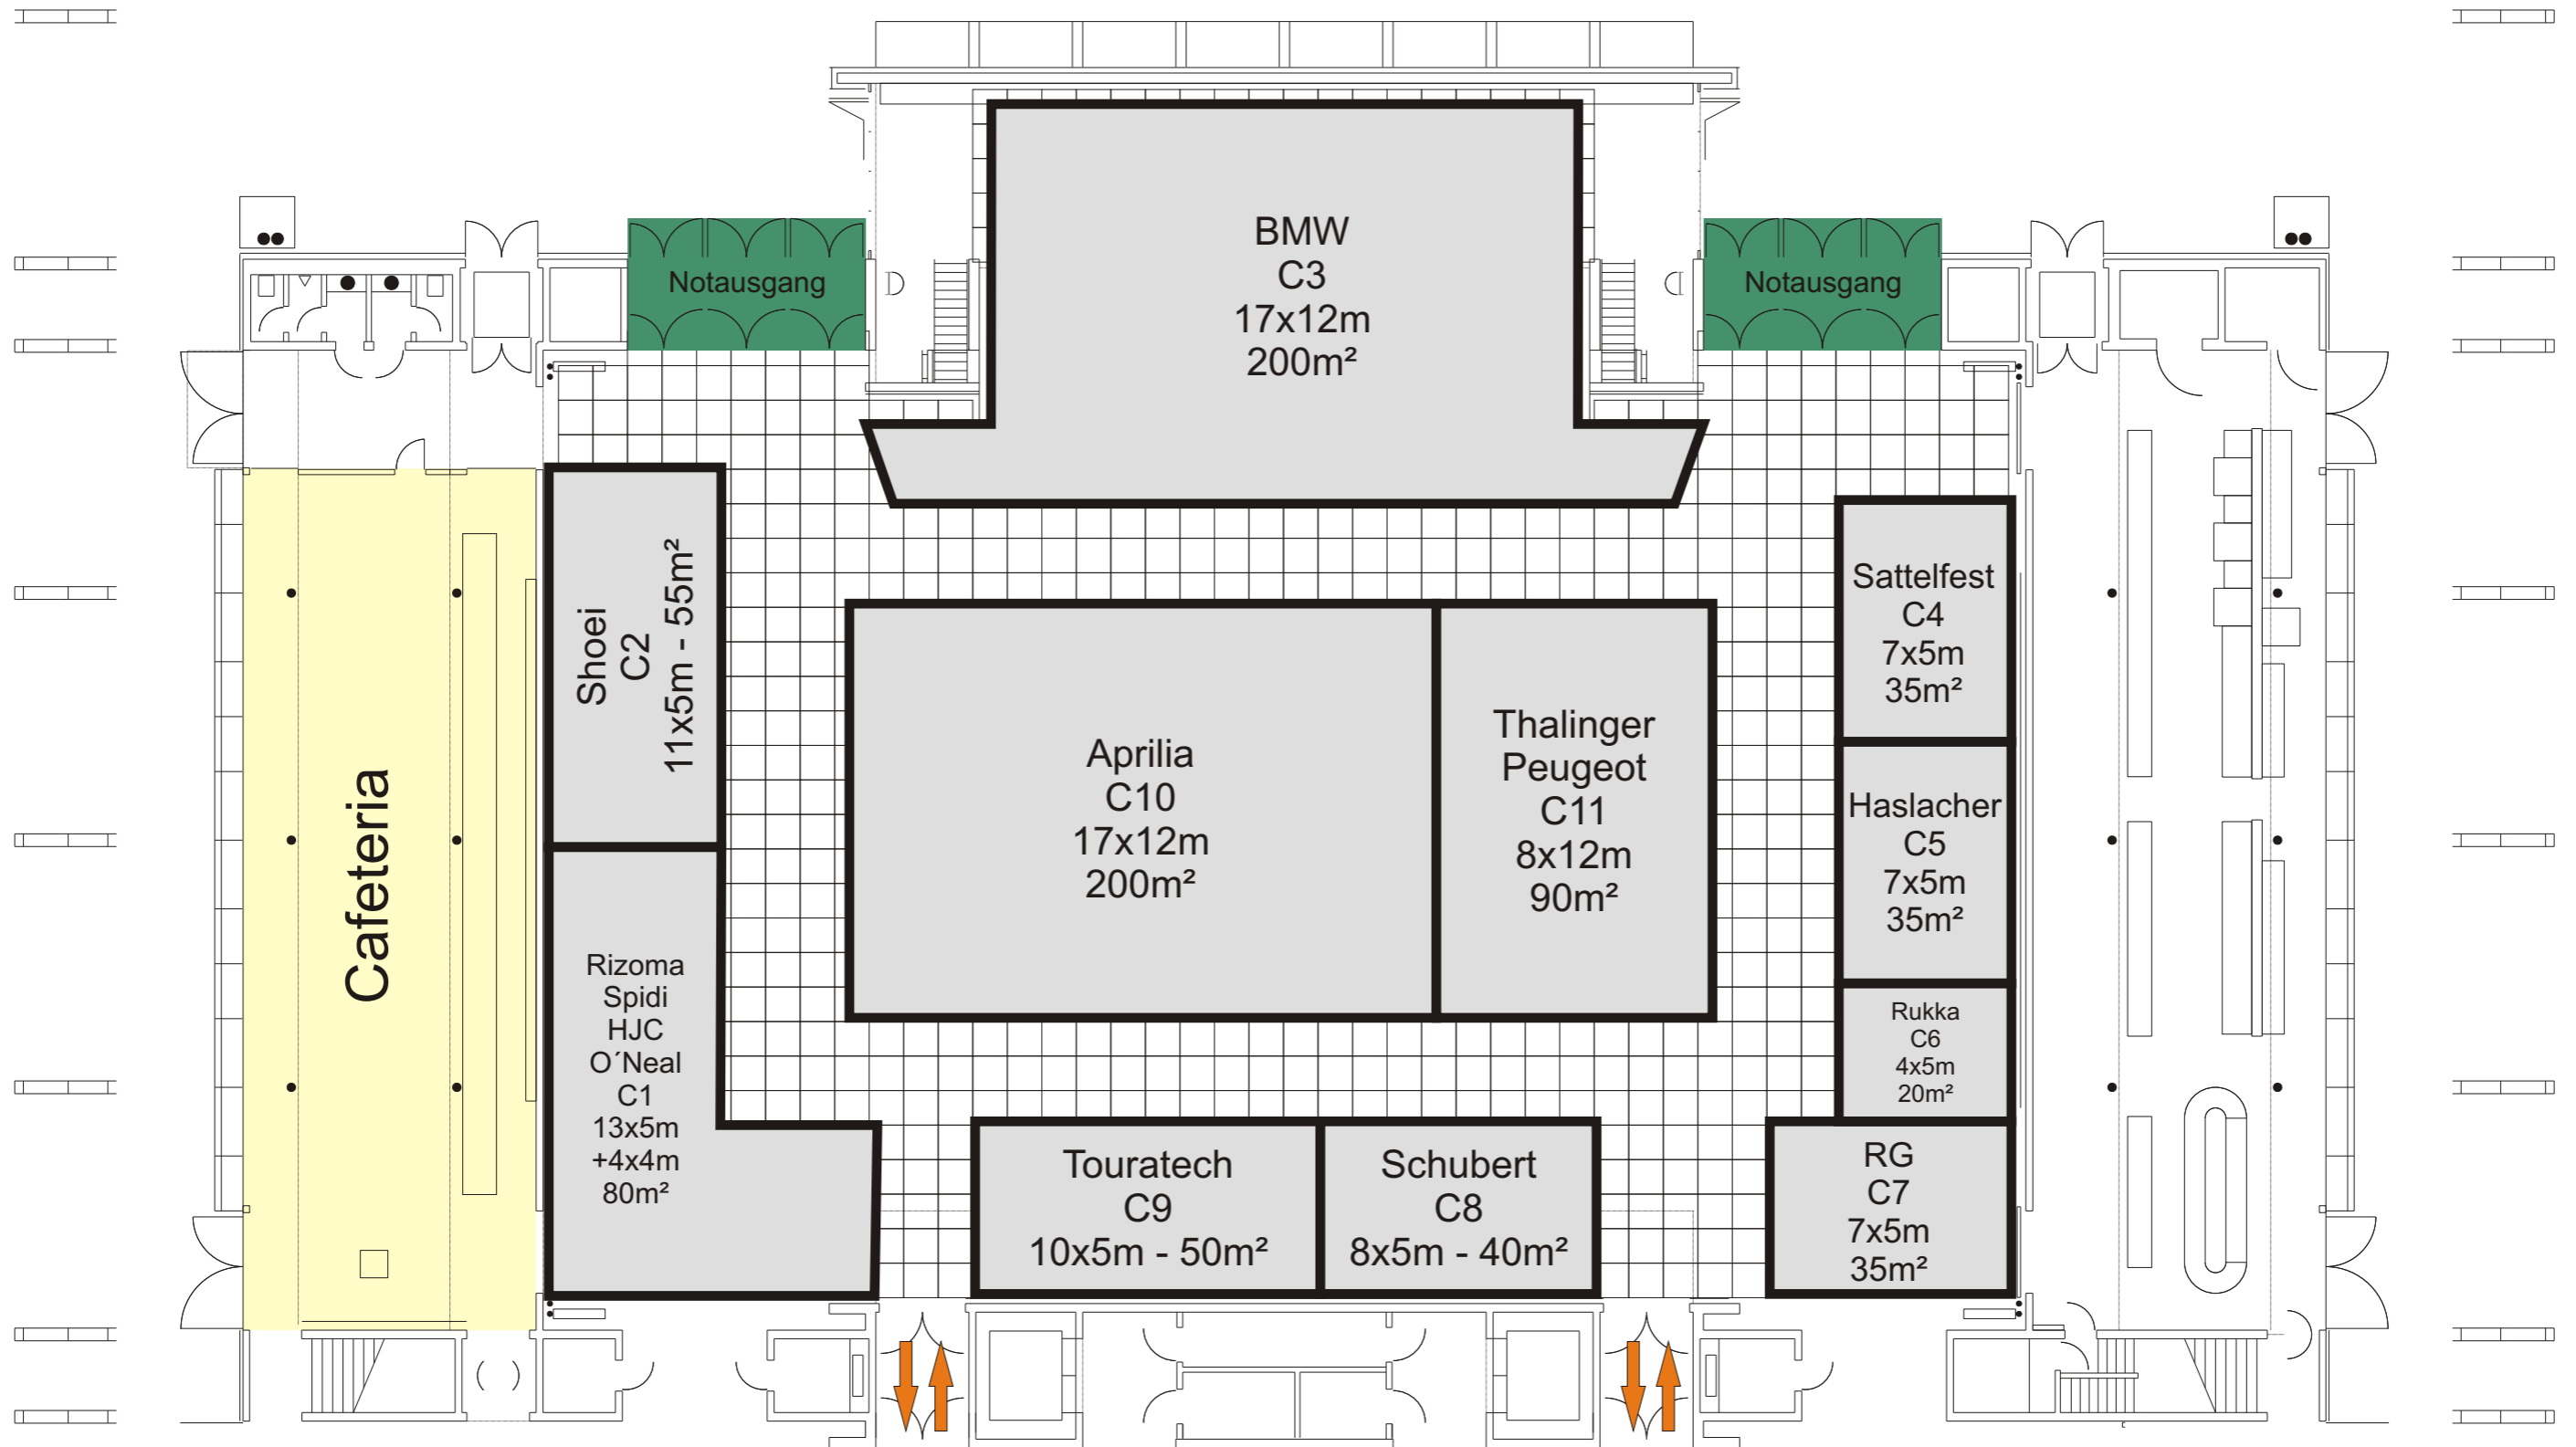 BMW
C3
17x12m
200m²
Notausgang
Notausgang
Cafeteria
Shoei
C2
11x5m - 55m²
Rizoma
Spidi
HJC
O´Neal
C1
13x5m
+4x4m
80m²
Aprilia
C10
17x12m
200m²
Thalinger
Peugeot
C11
8x12m
90m²
Sattelfest
C4
7x5m
35m²
Haslacher
C5
7x5m
35m²
Rukka
C6
4x5m
20m²
RG
C7
7x5m
35m²
Touratech
C9
10x5m - 50m²
Schubert
C8
8x5m - 40m²